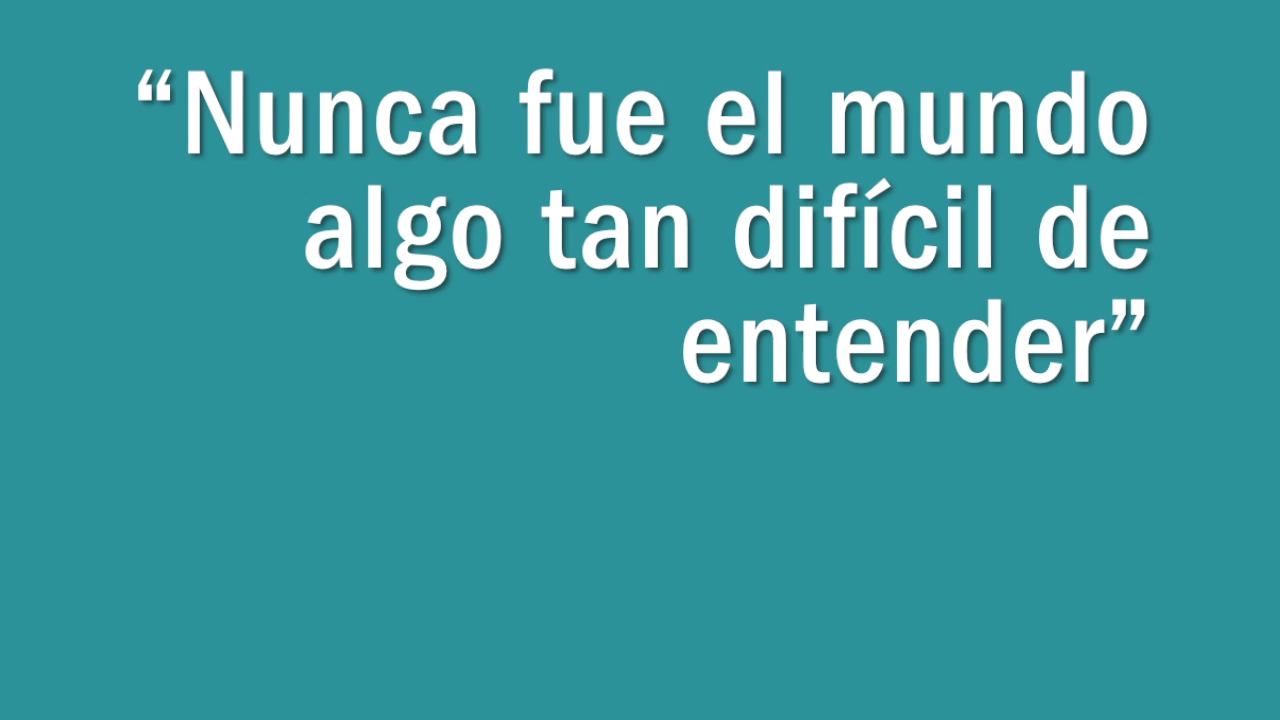 “Nunca fue el mundo
algo tan difícil de
entender”